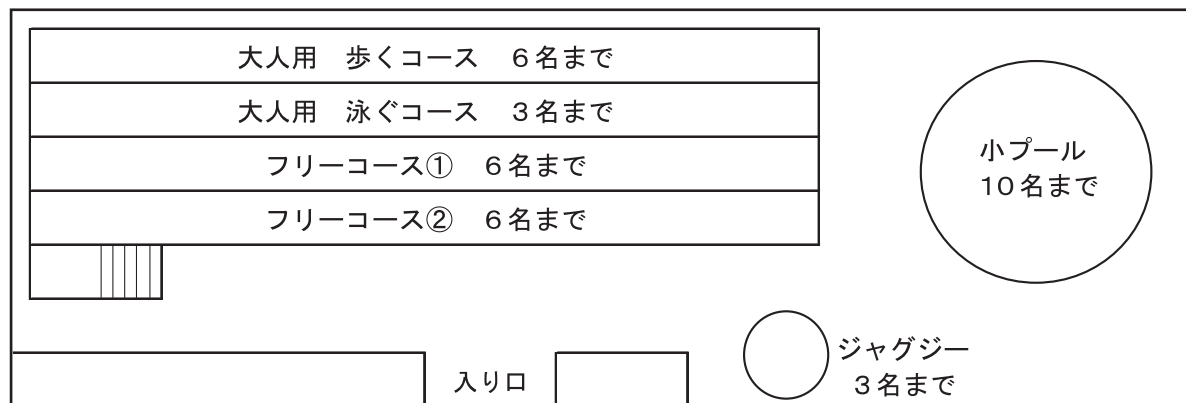 大人用　歩くコース　６名まで
大人用　泳ぐコース　３名まで
フリーコース①　６名まで
フリーコース②　６名まで
小プール
10名まで
ジャグジー
３名まで
入り口